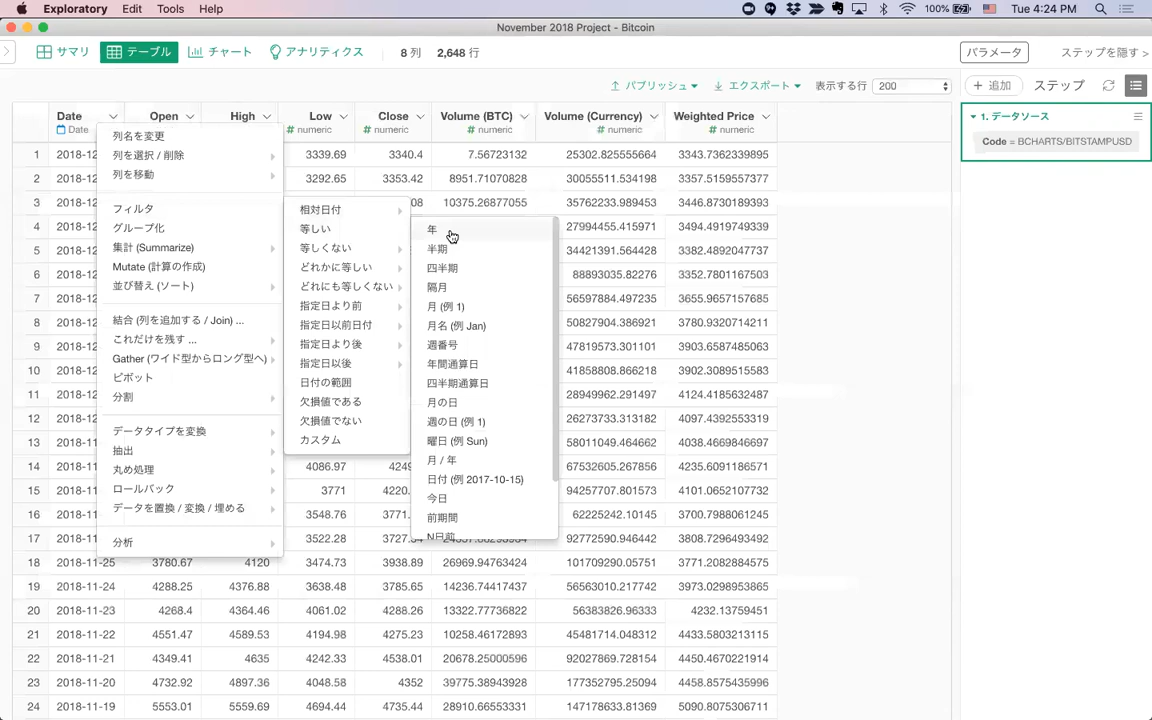 Exploratory Edit Tools Help 100% Tue 4:24 PM
November 2018 Project - Bitcoin
サマリ テーブル チャート アナリティクス 8 列 2,648 行 パラメータ ステップを隠す >
パブリッシュ エクスポート 表示する行 200 + 追加 ステップ
Date Open High Low Close Volume (BTC) Volume (Currency) Weighted Price
Date # numeric # numeric # numeric # numeric # numeric
1. データソース
Code = BCHARTS/BITSTAMPUSD
列名を変更
列を選択 / 削除
列を移動
フィルタ
グループ化
集計 (Summarize)
Mutate (計算の作成)
並び替え (ソート)
結合 (列を追加する / Join) ...
これだけを残す ...
Gather (ワイド型からロング型へ)
ピボット
分割
データタイプを変換
抽出
丸め処理
ロールバック
データを置換 / 変換 / 埋める
分析
相対日付
等しい
等しくない
どれかに等しい
どれにも等しくない
指定日より前
指定日以前日付
指定日より後
指定日以後
日付の範囲
欠損値である
欠損値でない
カスタム
年
半期
四半期
隔月
月 (例 1)
月名 (例 Jan)
週番号
年間通算日
四半期通算日
月の日
週の日 (例 1)
曜日 (例 Sun)
月 / 年
日付 (例 2017-10-15)
今日
前期間
N日前
1 2018-12 3339.69 3340.4 7.56723132 25302.825555664 3343.7362339895
2 2018-12 3292.65 3353.42 8951.71070828 30055511.534198 3357.5159557377
3 2018-12 08 10375.26877055 35762233.989453 3446.8730189393
4 2018-12 27994455.415971 3494.4919749339
5 2018-12 34421391.564428 3382.4892047737
6 2018-12 88893035.82276 3352.7801167503
7 2018-12 56597884.497235 3655.9657157685
8 2018-12 50827904.386921 3780.9320714211
9 2018-12 47819573.301101 3903.6587485063
10 2018-12 41858808.866218 3902.3089515583
11 2018-12 28949962.291497 4124.4185632487
12 2018-12 26273733.313182 4097.4392553319
13 2018-11 58011049.464662 4038.4669846697
14 2018-11 4086.97 4249 67532605.267856 4235.6091186571
15 2018-11 3771 4220. 94257707.801573 4101.0652107732
16 2018-11 3548.76 3771. 62225242.10145 3700.7988061245
17 2018-11 3522.28 3727.54 24557.88293984 92772590.946442 3808.7296493492
18 2018-11-25 3780.67 4120 3474.73 3938.89 26969.94763424 101709290.05751 3771.2082884575
19 2018-11-24 4288.25 4376.88 3638.48 3785.65 14236.74417437 56563010.217742 3973.0298953865
20 2018-11-23 4268.4 4364.46 4061.02 4288.26 13322.77736822 56383826.96333 4232.13759451
21 2018-11-22 4551.47 4589.53 4194.98 4275.23 10258.46172893 45481714.048312 4433.5803213115
22 2018-11-21 4349.41 4635 4242.33 4538.01 20678.25000596 92027869.728154 4450.4670221914
23 2018-11-20 4732.92 4897.36 4048.58 4352 39775.38943928 177352795.25094 4458.8575435996
24 2018-11-19 5553.01 5559.69 4694.44 4735.44 28910.66553331 147178633.81369 5090.8075306711